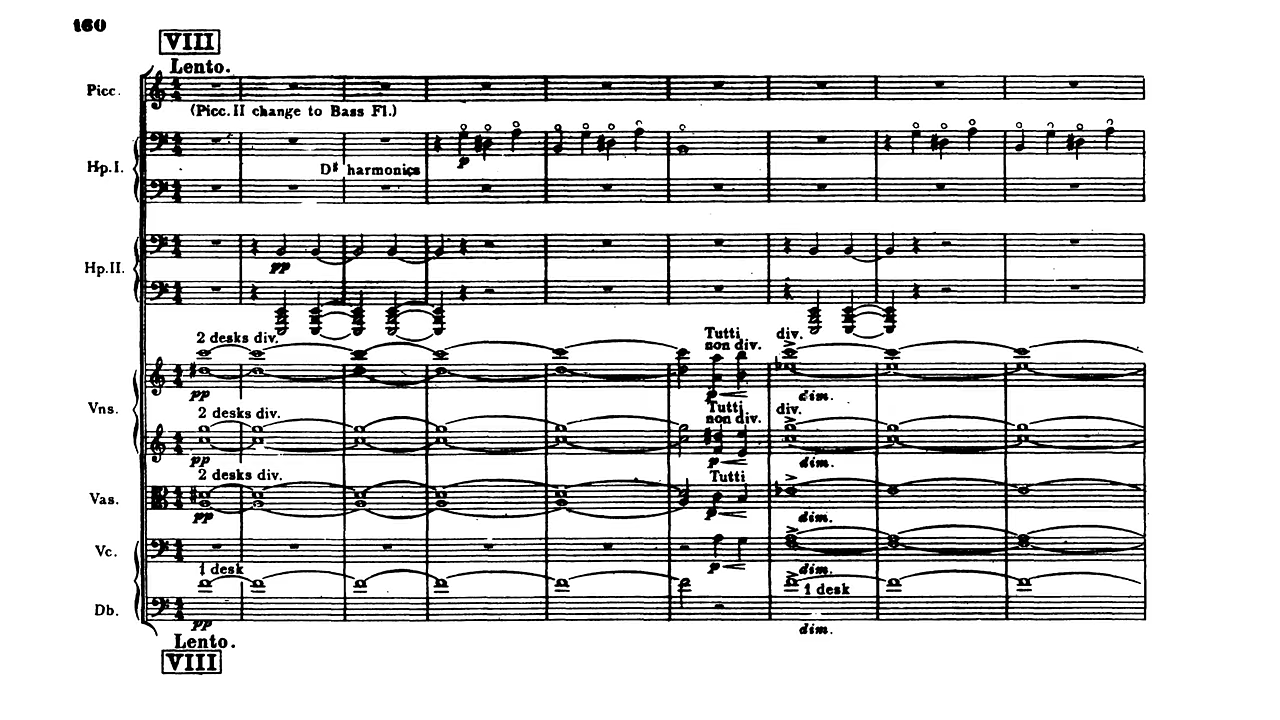 160
VIII
Lento.
Picc.
(Picc. II change to Bass Fl.)
Hp. I.
p
D♯ harmonics
Hp. II.
pp
2 desks div.
Tutti
non div.
div.
Vns.
pp
p
dim.
2 desks div.
Tutti
non div.
div.
pp
p
dim.
2 desks div.
Tutti
Vas.
pp
p
dim.
Vc.
p
dim.
1 desk
1 desk
Db.
pp
dim.
Lento.
VIII